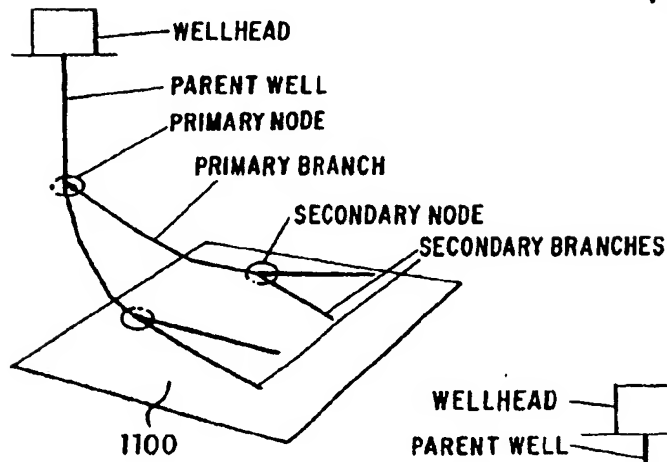 WELLHEAD
PARENT WELL
PRIMARY NODE
PRIMARY BRANCH
SECONDARY NODE
SECONDARY BRANCHES
1100
WELLHEAD
PARENT WELL